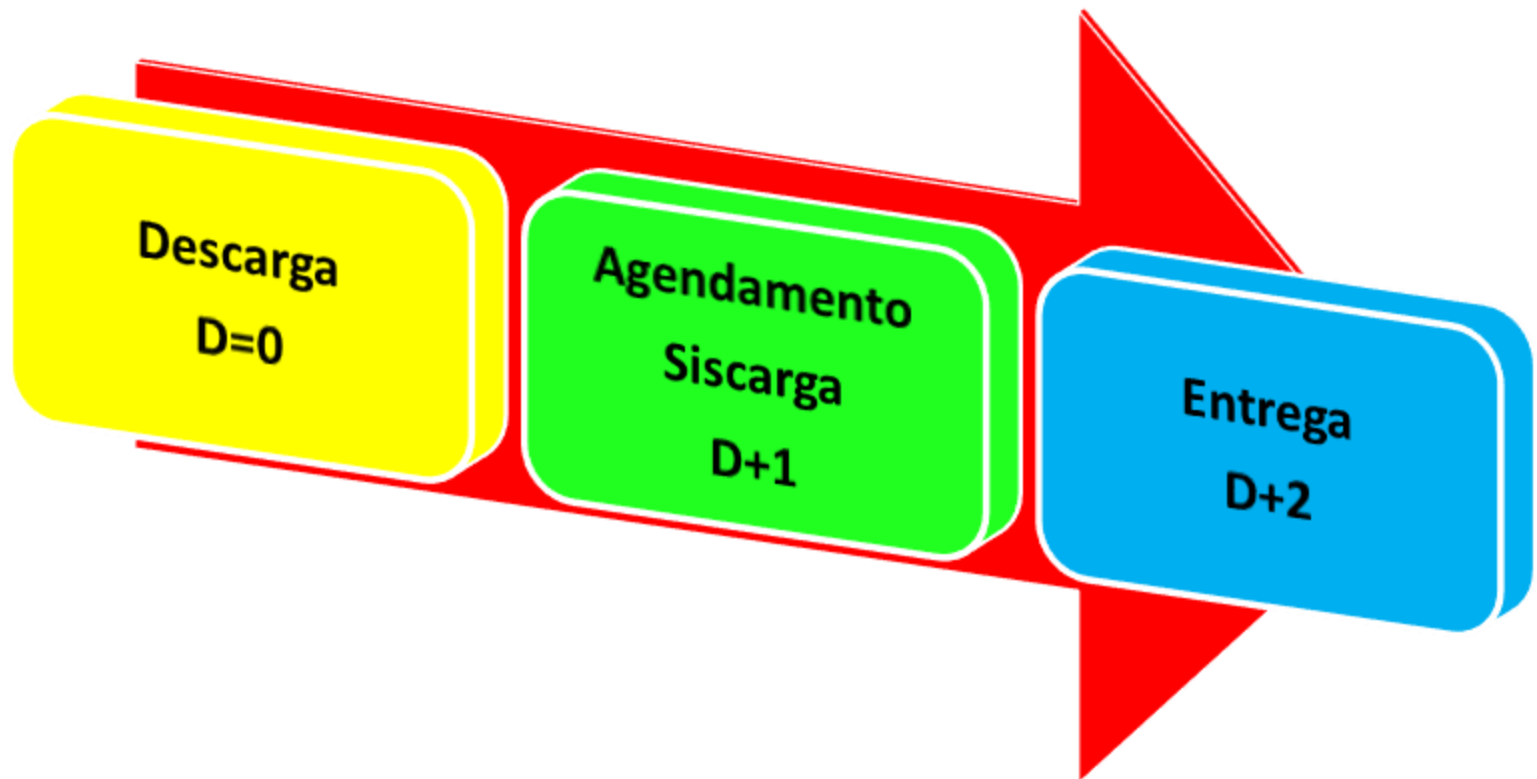 Descarga
D=0
Agendamento
Siscarga
D+1
Entrega
D+2